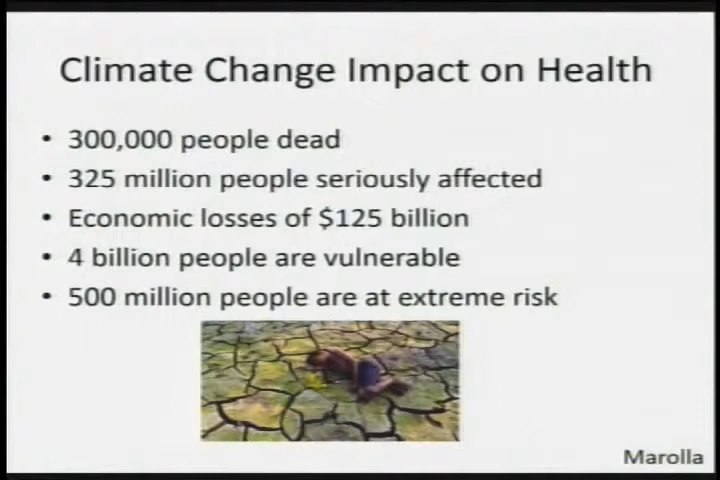 Climate Change Impact on Health
• 300,000 people dead
• 325 million people seriously affected
• Economic losses of $125 billion
• 4 billion people are vulnerable
• 500 million people are at extreme risk
Marolla